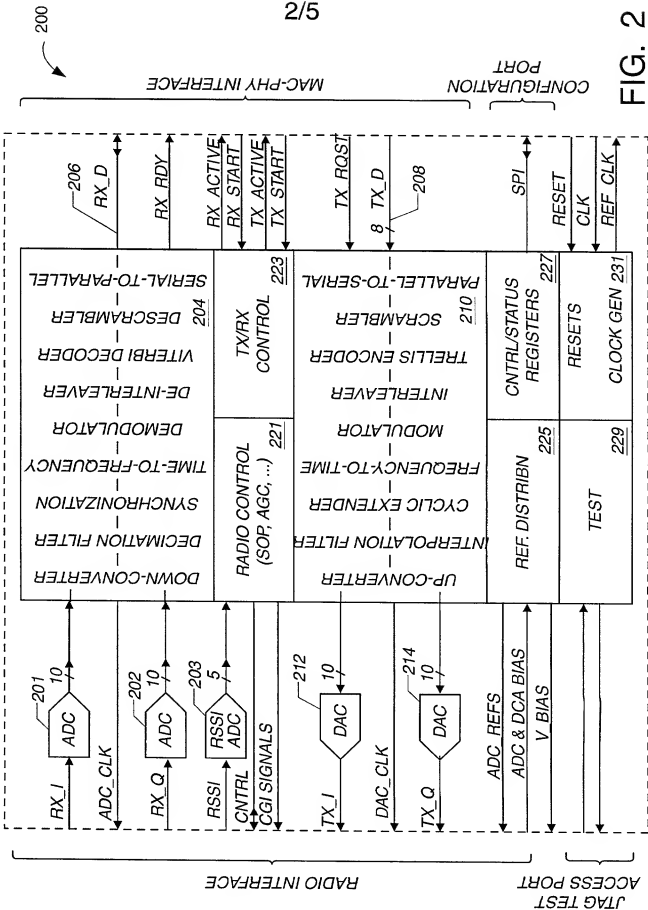 2/5
200
RADIO INTERFACE
JTAG TEST
ACCESS PORT
MAC-PHY INTERFACE
CONFIGURATION
PORT
RX_I
201
ADC
10
ADC_CLK
RX_Q
202
ADC
10
RSSI
203
RSSI
ADC
5
CNTRL
CGI SIGNALS
TX_I
212
DAC
10
DAC_CLK
TX_Q
214
DAC
10
ADC_REFS
ADC & DCA BIAS
V_BIAS
DOWN-CONVERTER
DECIMATION FILTER
SYNCHRONIZATION
TIME-TO-FREQUENCY
DEMODULATOR
DE-INTERLEAVER
VITERBI DECODER
DESCRAMBLER
SERIAL-TO-PARALLEL
204
RADIO CONTROL
(SOP, AGC, ...)
221
TX/RX
CONTROL
223
UP-CONVERTER
INTERPOLATION FILTER
CYCLIC EXTENDER
FREQUENCY-TO-TIME
MODULATOR
INTERLEAVER
TRELLIS ENCODER
SCRAMBLER
PARALLEL-TO-SERIAL
210
REF. DISTRIBN
225
CNTRL/STATUS
REGISTERS
227
TEST
229
RESETS
CLOCK GEN
231
206
RX_D
RX_RDY
RX_ACTIVE
RX_START
TX_ACTIVE
TX_START
TX_RQST
8
TX_D
208
SPI
RESET
CLK
REF_CLK
FIG. 2